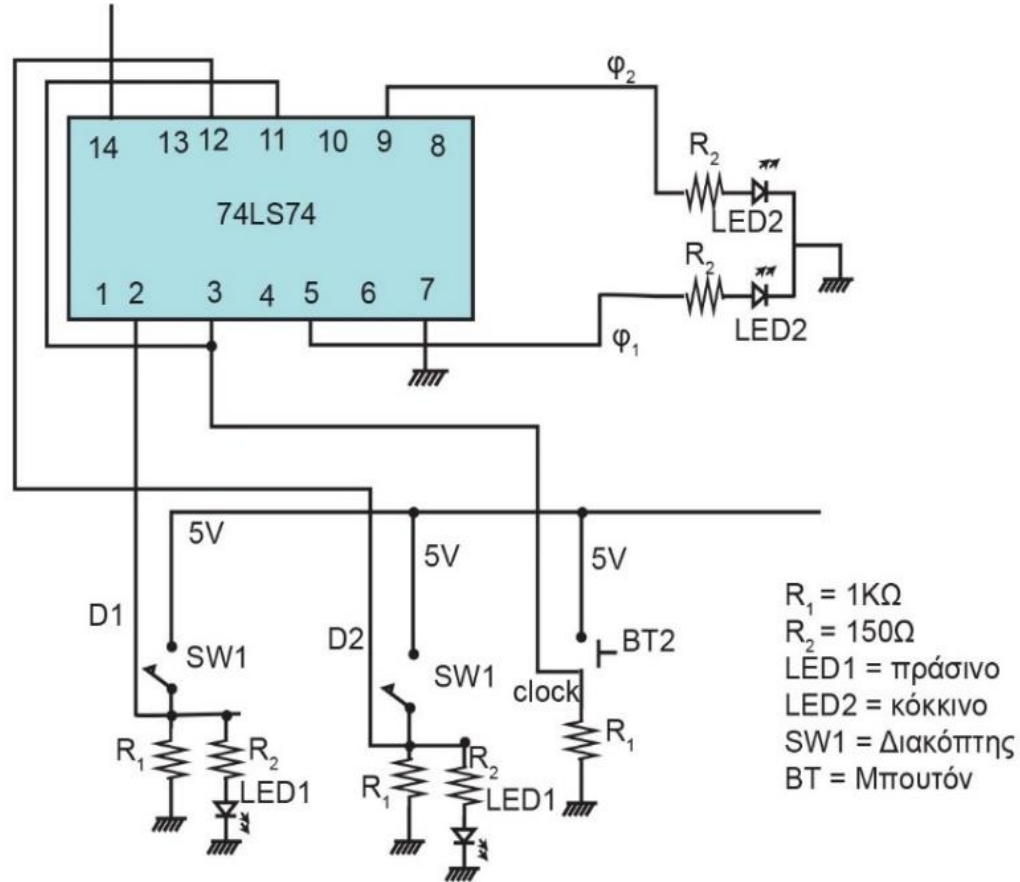 φ₂
14 13 12 11 10 9 8
R₂
LED2
74LS74
R₂
LED2
1 2 3 4 5 6 7
φ₁
5V
5V
5V
D1
SW1
D2
SW1
BT2
clock
R₁
R₂
LED1
R₁
R₂
LED1
R₁
R₁ = 1KΩ
R₂ = 150Ω
LED1 = πράσινο
LED2 = κόκκινο
SW1 = Διακόπτης
BT = Μπουτόν